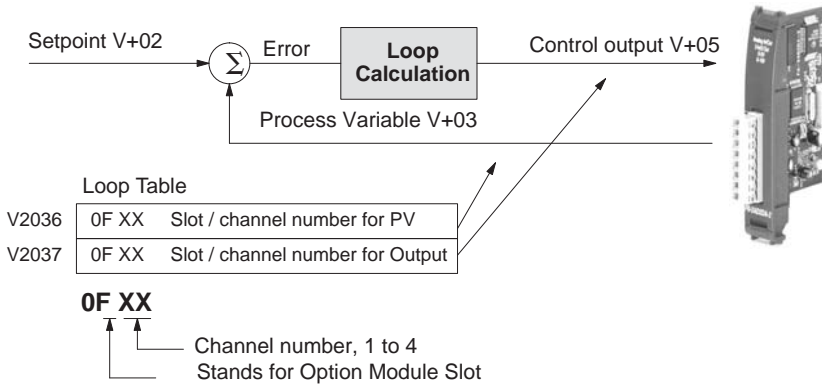 Setpoint V+02
Σ
Error
Loop
Calculation
Control output V+05
Process Variable V+03
Loop Table
V2036 0F XX Slot / channel number for PV
V2037 0F XX Slot / channel number for Output
0F XX
Channel number, 1 to 4
Stands for Option Module Slot